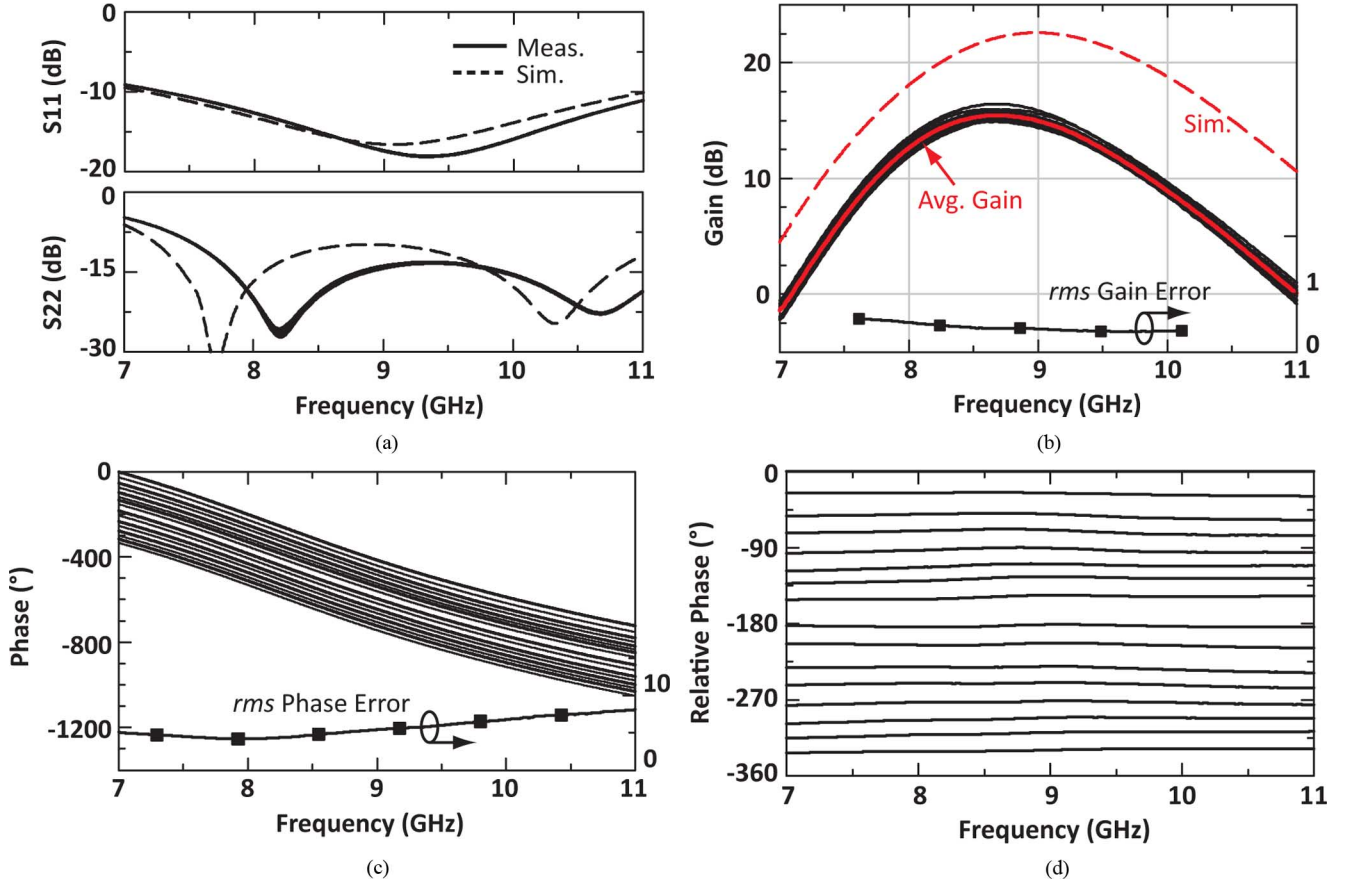 0
-10
-20
S11 (dB)
Meas.
Sim.
0
-15
-30
S22 (dB)
7
8
9
10
11
Frequency (GHz)
(a)
20
10
0
Gain (dB)
Sim.
Avg. Gain
rms Gain Error
1
0
7
8
9
10
11
Frequency (GHz)
(b)
0
-400
-800
-1200
Phase (°)
rms Phase Error
10
0
7
8
9
10
11
Frequency (GHz)
(c)
0
-90
-180
-270
-360
Relative Phase (°)
7
8
9
10
11
Frequency (GHz)
(d)